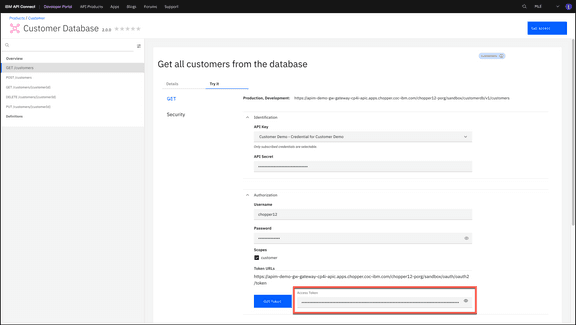 IBM API Connect
Developer Portal
API Products
Apps
Blogs
Forums
Support
Products / Customer
Customer Database 2.0.0
Get access
Overview
GET /customers
POST /customers
GET /customers/{customerId}
DELETE /customers/{customerId}
PUT /customers/{customerId}
Definitions
Get all customers from the database
/customers
Details
Try it
GET
Security
Production, Development: https://apim-demo-gw-gateway-cp4i-apic.apps.chopper.coc-ibm.com/chopper12-porg/sandbox/customerdb/v1/customers
Identification
API Key
Customer Demo - Credential for Customer Demo
Only subscribed credentials are selectable
API Secret
Authorization
Username
chopper12
Password
Scopes
customer
Token URLs
https://apim-demo-gw-gateway-cp4i-apic.apps.chopper.coc-ibm.com/chopper12-porg/sandbox/oauth/oauth2
/token
Get Token
Access Token